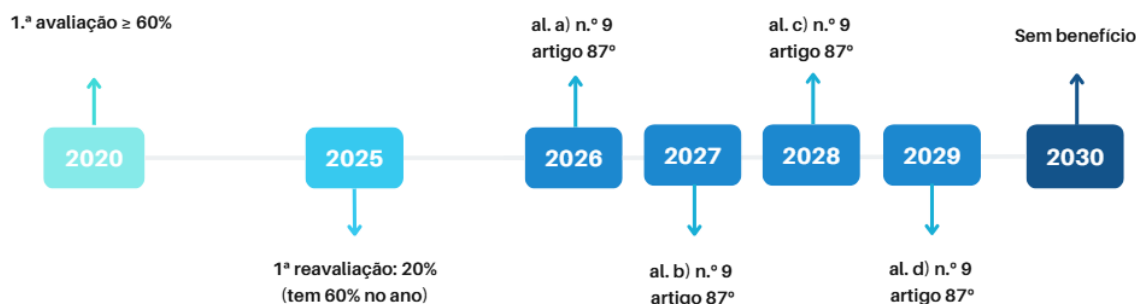 1.ª avaliação ≥ 60%
al. a) n.º 9
artigo 87º
al. c) n.º 9
artigo 87º
Sem benefício
2020
2025
2026
2027
2028
2029
2030
1ª reavaliação: 20%
(tem 60% no ano)
al. b) n.º 9
artigo 87º
al. d) n.º 9
artigo 87º